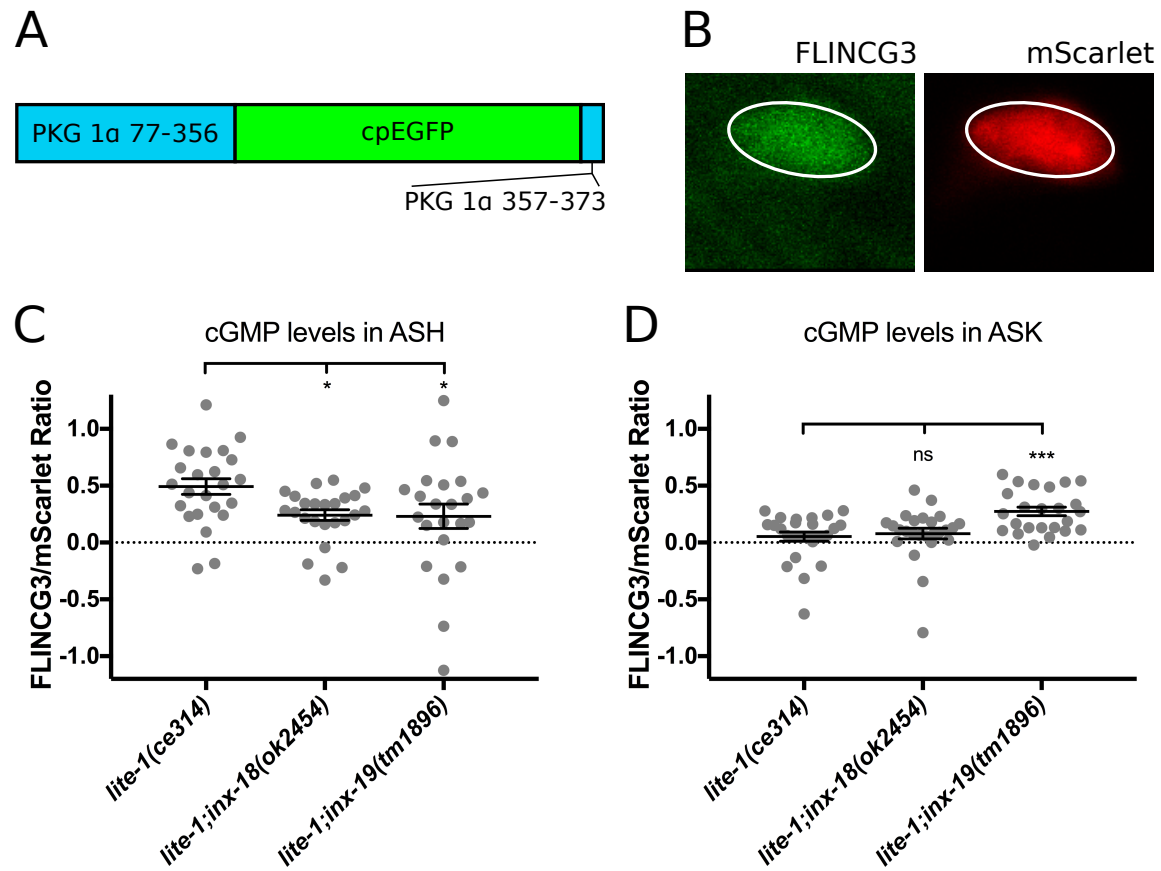 A
PKG 1α 77-356
cpEGFP
PKG 1α 357-373
B
FLINCG3
mScarlet
C
cGMP levels in ASH
*
*
FLINCG3/mScarlet Ratio
1.0
0.5
0.0
-0.5
-1.0
lite-1(ce314)
lite-1;inx-18(ok2454)
lite-1;inx-19(tm1896)
D
cGMP levels in ASK
ns
***
FLINCG3/mScarlet Ratio
1.0
0.5
0.0
-0.5
-1.0
lite-1(ce314)
lite-1;inx-18(ok2454)
lite-1;inx-19(tm1896)